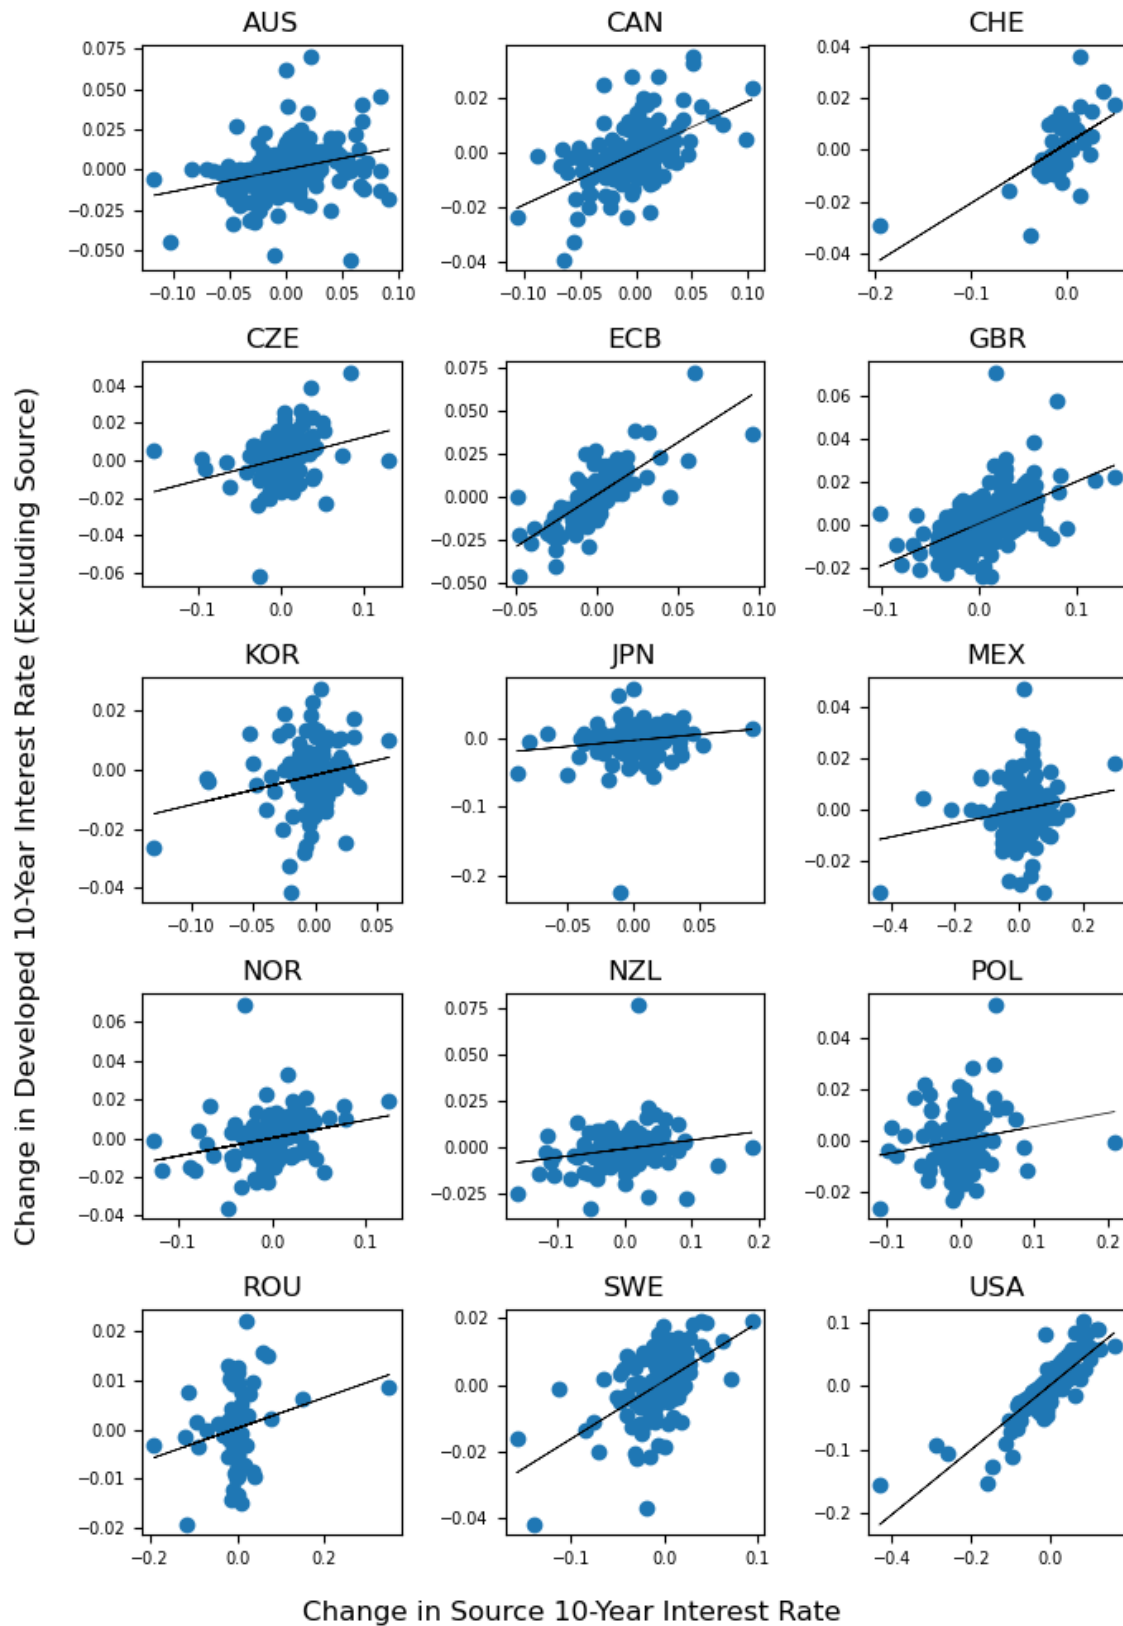 AUS CAN CHE
0.075 0.050 0.025 0.000 −0.025 −0.050
−0.10 −0.05 0.00 0.05 0.10
0.02 0.00 −0.02 −0.04
−0.10 −0.05 0.00 0.05 0.10
0.04 0.02 0.00 −0.02 −0.04
−0.2 −0.1 0.0
CZE ECB GBR
0.04 0.02 0.00 −0.02 −0.04 −0.06
−0.1 0.0 0.1
0.075 0.050 0.025 0.000 −0.025 −0.050
−0.05 0.00 0.05 0.10
0.06 0.04 0.02 0.00 −0.02
−0.1 0.0 0.1
KOR JPN MEX
0.02 0.00 −0.02 −0.04
−0.10 −0.05 0.00 0.05
0.0 −0.1 −0.2
−0.05 0.00 0.05
0.04 0.02 0.00 −0.02
−0.4 −0.2 0.0 0.2
NOR NZL POL
0.06 0.04 0.02 0.00 −0.02 −0.04
−0.1 0.0 0.1
0.075 0.050 0.025 0.000 −0.025
−0.1 0.0 0.1 0.2
0.04 0.02 0.00 −0.02
−0.1 0.0 0.1 0.2
ROU SWE USA
0.02 0.01 0.00 −0.01 −0.02
−0.2 0.0 0.2
0.02 0.00 −0.02 −0.04
−0.1 0.0 0.1
0.1 0.0 −0.1 −0.2
−0.4 −0.2 0.0
Change in Developed 10-Year Interest Rate (Excluding Source)
Change in Source 10-Year Interest Rate